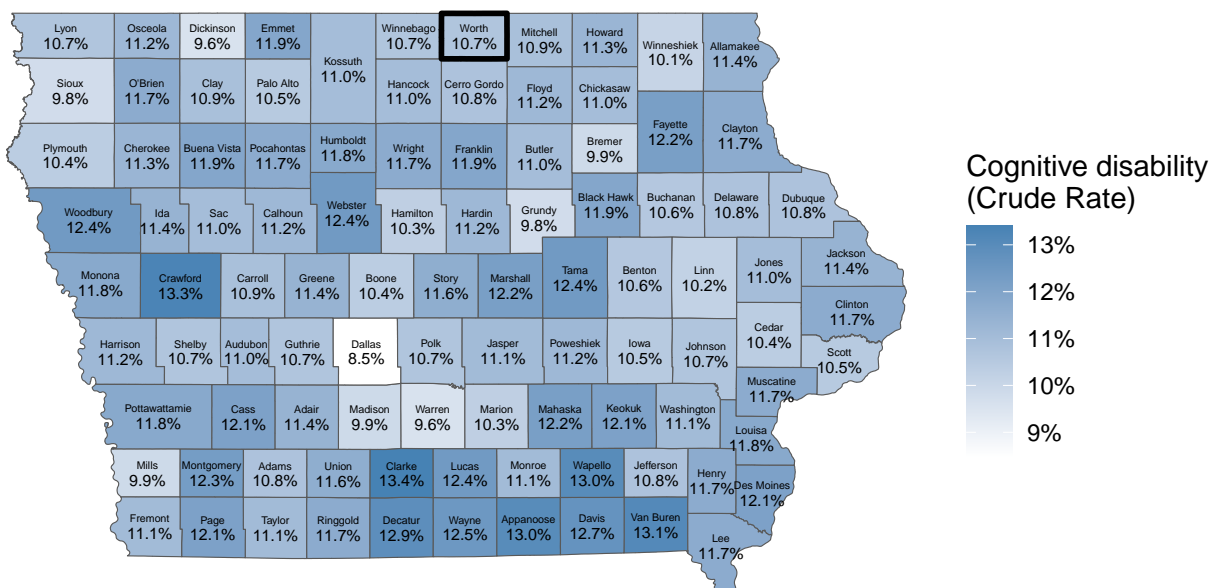 Lyon
10.7%
Osceola
11.2%
Dickinson
9.6%
Emmet
11.9%
Kossuth
11.0%
Winnebago
10.7%
Worth
10.7%
Mitchell
10.9%
Howard
11.3%
Winneshiek
10.1%
Allamakee
11.4%
Sioux
9.8%
O'Brien
11.7%
Clay
10.9%
Palo Alto
10.5%
Hancock
11.0%
Cerro Gordo
10.8%
Floyd
11.2%
Chickasaw
11.0%
Fayette
12.2%
Clayton
11.7%
Plymouth
10.4%
Cherokee
11.3%
Buena Vista
11.9%
Pocahontas
11.7%
Humboldt
11.8%
Wright
11.7%
Franklin
11.9%
Butler
11.0%
Bremer
9.9%
Woodbury
12.4%
Ida
11.4%
Sac
11.0%
Calhoun
11.2%
Webster
12.4%
Hamilton
10.3%
Hardin
11.2%
Grundy
9.8%
Black Hawk
11.9%
Buchanan
10.6%
Delaware
10.8%
Dubuque
10.8%
Monona
11.8%
Crawford
13.3%
Carroll
10.9%
Greene
11.4%
Boone
10.4%
Story
11.6%
Marshall
12.2%
Tama
12.4%
Benton
10.6%
Linn
10.2%
Jones
11.0%
Jackson
11.4%
Clinton
11.7%
Harrison
11.2%
Shelby
10.7%
Audubon
11.0%
Guthrie
10.7%
Dallas
8.5%
Polk
10.7%
Jasper
11.1%
Poweshiek
11.2%
Iowa
10.5%
Johnson
10.7%
Cedar
10.4%
Scott
10.5%
Muscatine
11.7%
Pottawattamie
11.8%
Cass
12.1%
Adair
11.4%
Madison
9.9%
Warren
9.6%
Marion
10.3%
Mahaska
12.2%
Keokuk
12.1%
Washington
11.1%
Louisa
11.8%
Mills
9.9%
Montgomery
12.3%
Adams
10.8%
Union
11.6%
Clarke
13.4%
Lucas
12.4%
Monroe
11.1%
Wapello
13.0%
Jefferson
10.8%
Henry
11.7%
Des Moines
12.1%
Fremont
11.1%
Page
12.1%
Taylor
11.1%
Ringgold
11.7%
Decatur
12.9%
Wayne
12.5%
Appanoose
13.0%
Davis
12.7%
Van Buren
13.1%
Lee
11.7%
Cognitive disability
(Crude Rate)
13%
12%
11%
10%
9%